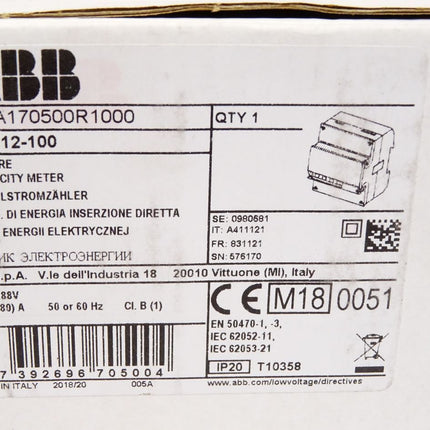 ABB
A170500R1000
QTY 1
12-100
RE
CITY METER
LSTROMZÄHLER
. DI ENERGIA INSERZIONE DIRETTA
ENERGII ELEKTRYCZNEJ
ИК ЭЛЕКТРОЭНЕРГИИ
SE: 0980581
IT: A411121
FR: 831121
SN: 576170
.p.A. V.le dell'Industria 18 20010 Vittuone (MI), Italy
88V
80) A 50 or 60 Hz Cl. B (1)
CE M18 0051
EN 50470-1, -3,
IEC 62052-11,
IEC 62053-21
IP20 T10358
7 392696 705004
IN ITALY 2018/20 005A
www.abb.com/lowvoltage/directives